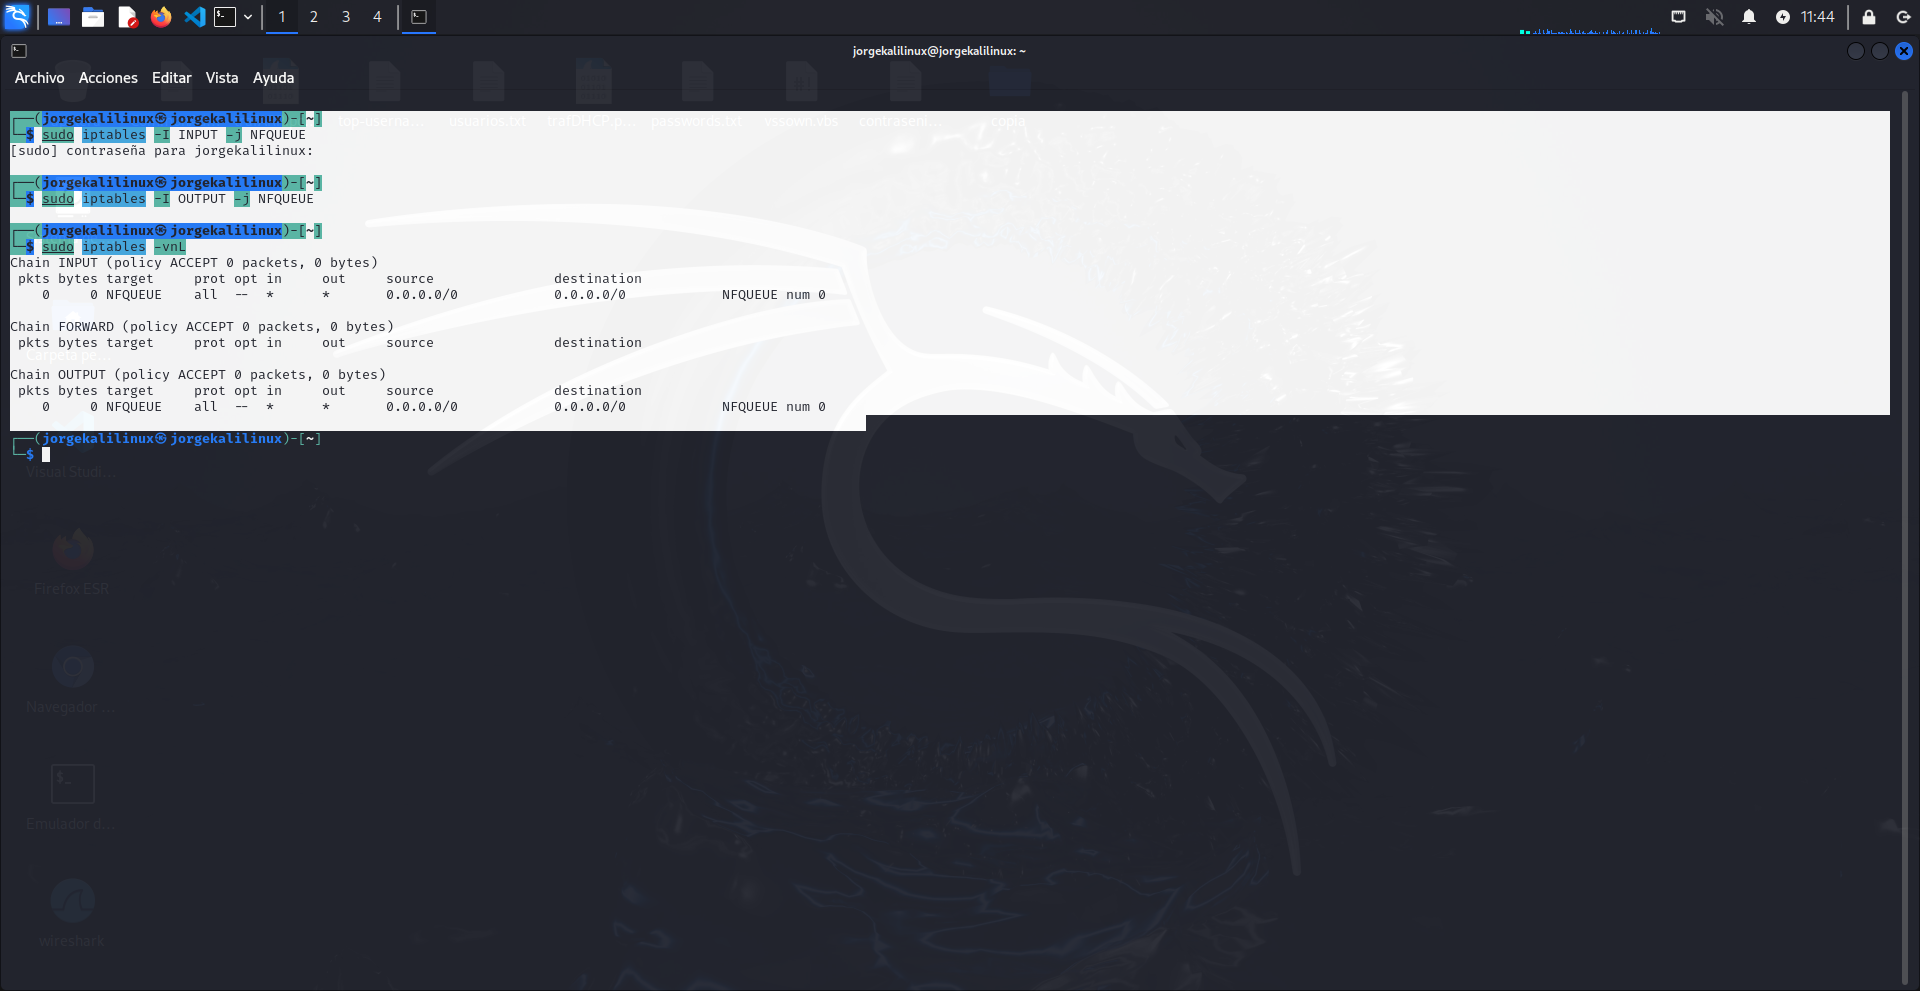 1 2 3 4
11:44
jorgekalilinux@jorgekalilinux: ~
Archivo Acciones Editar Vista Ayuda
top-userna... usuarios.txt trafDHCP.p... passwords.txt vssown.vbs contraseni... copia
┌──(jorgekalilinux㉿jorgekalilinux)-[~]
└─$ sudo iptables -I INPUT -j NFQUEUE
[sudo] contraseña para jorgekalilinux:
┌──(jorgekalilinux㉿jorgekalilinux)-[~]
└─$ sudo iptables -I OUTPUT -j NFQUEUE
┌──(jorgekalilinux㉿jorgekalilinux)-[~]
└─$ sudo iptables -vnL
Chain INPUT (policy ACCEPT 0 packets, 0 bytes)
pkts bytes target prot opt in out source destination
0 0 NFQUEUE all -- * * 0.0.0.0/0 0.0.0.0/0 NFQUEUE num 0
Chain FORWARD (policy ACCEPT 0 packets, 0 bytes)
pkts bytes target prot opt in out source destination
Carpeta pe...
Chain OUTPUT (policy ACCEPT 0 packets, 0 bytes)
pkts bytes target prot opt in out source destination
0 0 NFQUEUE all -- * * 0.0.0.0/0 0.0.0.0/0 NFQUEUE num 0
┌──(jorgekalilinux㉿jorgekalilinux)-[~]
└─$
Visual Studi...
Firefox ESR
Navegador ...
Emulador d...
wireshark